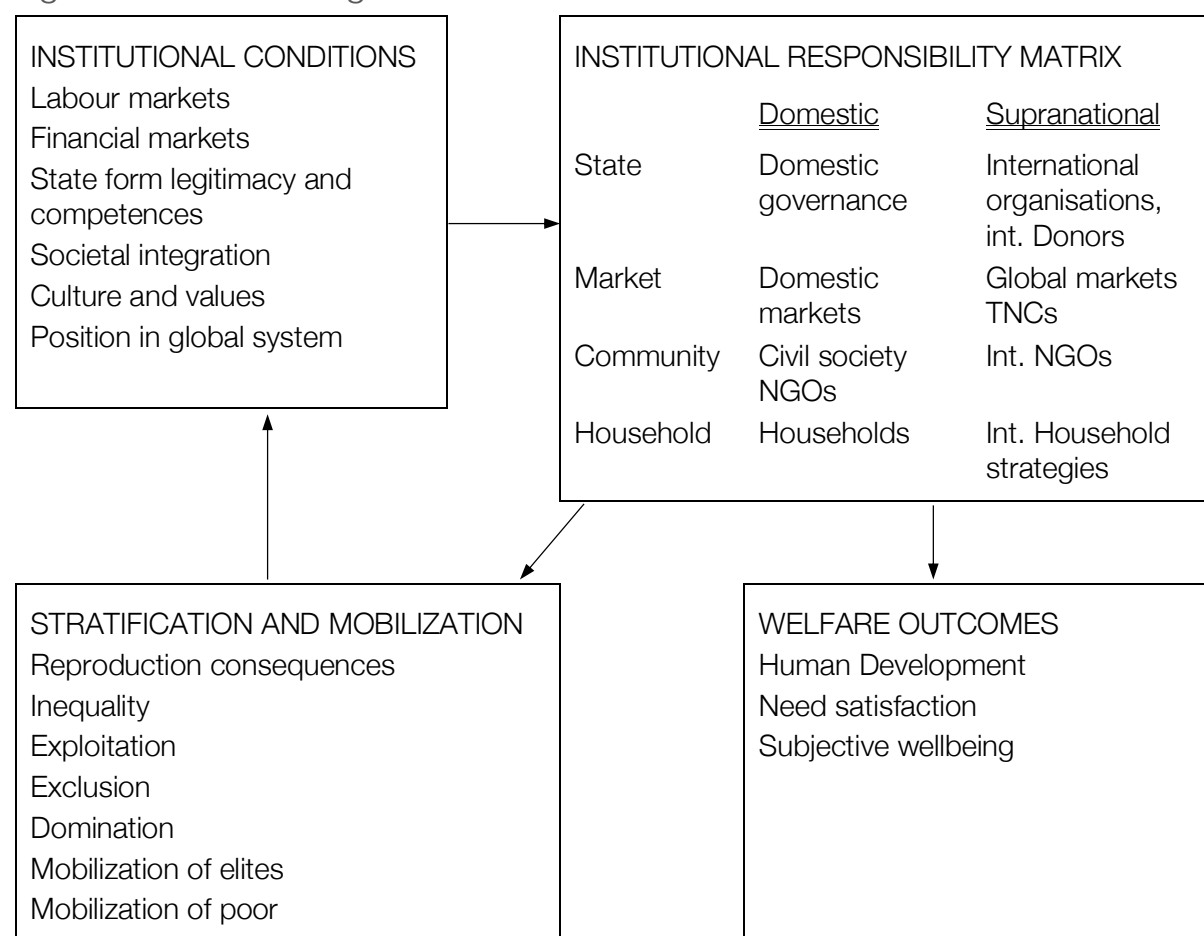 INSTITUTIONAL CONDITIONS
Labour markets
Financial markets
State form legitimacy and
competences
Societal integration
Culture and values
Position in global system
INSTITUTIONAL RESPONSIBILITY MATRIX
Domestic Supranational
State Domestic International
governance organisations,
int. Donors
Market Domestic Global markets
markets TNCs
Community Civil society Int. NGOs
NGOs
Household Households Int. Household
strategies
STRATIFICATION AND MOBILIZATION
Reproduction consequences
Inequality
Exploitation
Exclusion
Domination
Mobilization of elites
Mobilization of poor
WELFARE OUTCOMES
Human Development
Need satisfaction
Subjective wellbeing